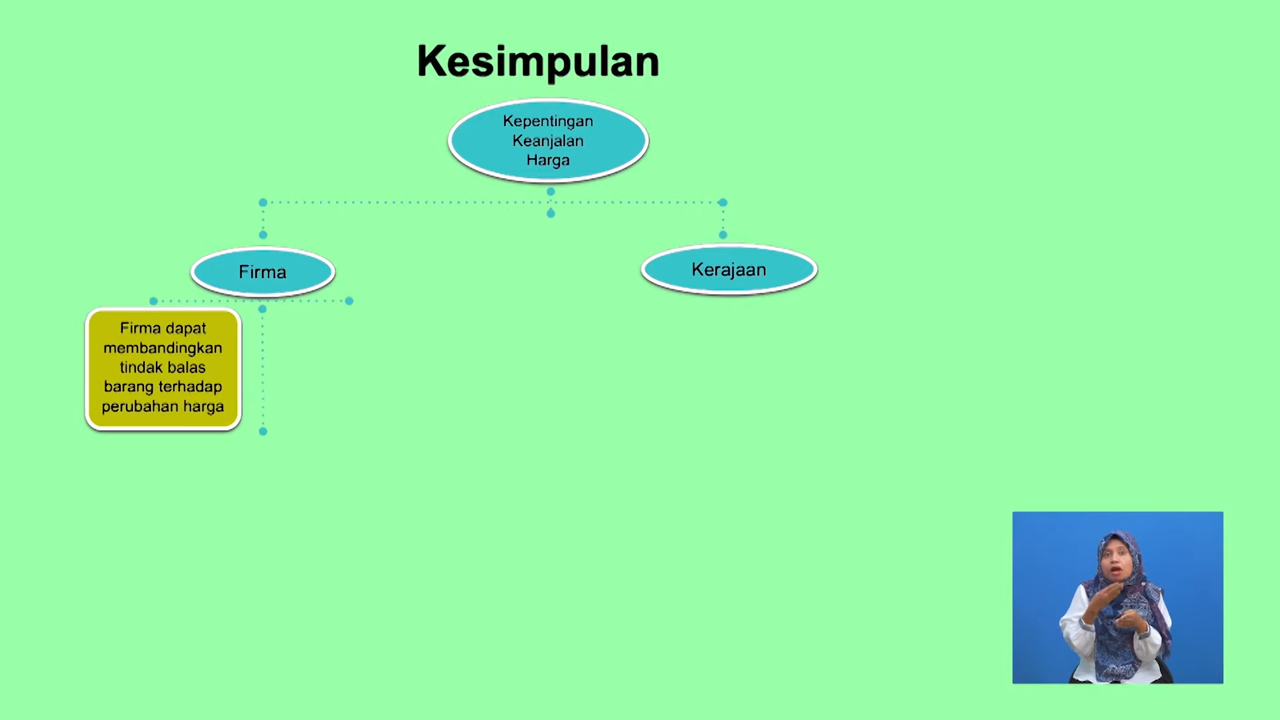 Kesimpulan
Kepentingan
Keanjalan
Harga
Firma
Kerajaan
Firma dapat
membandingkan
tindak balas
barang terhadap
perubahan harga